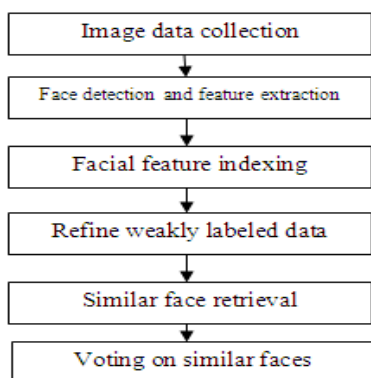 Image data collection
Face detection and feature extraction
Facial feature indexing
Refine weakly labeled data
Similar face retrieval
Voting on similar faces